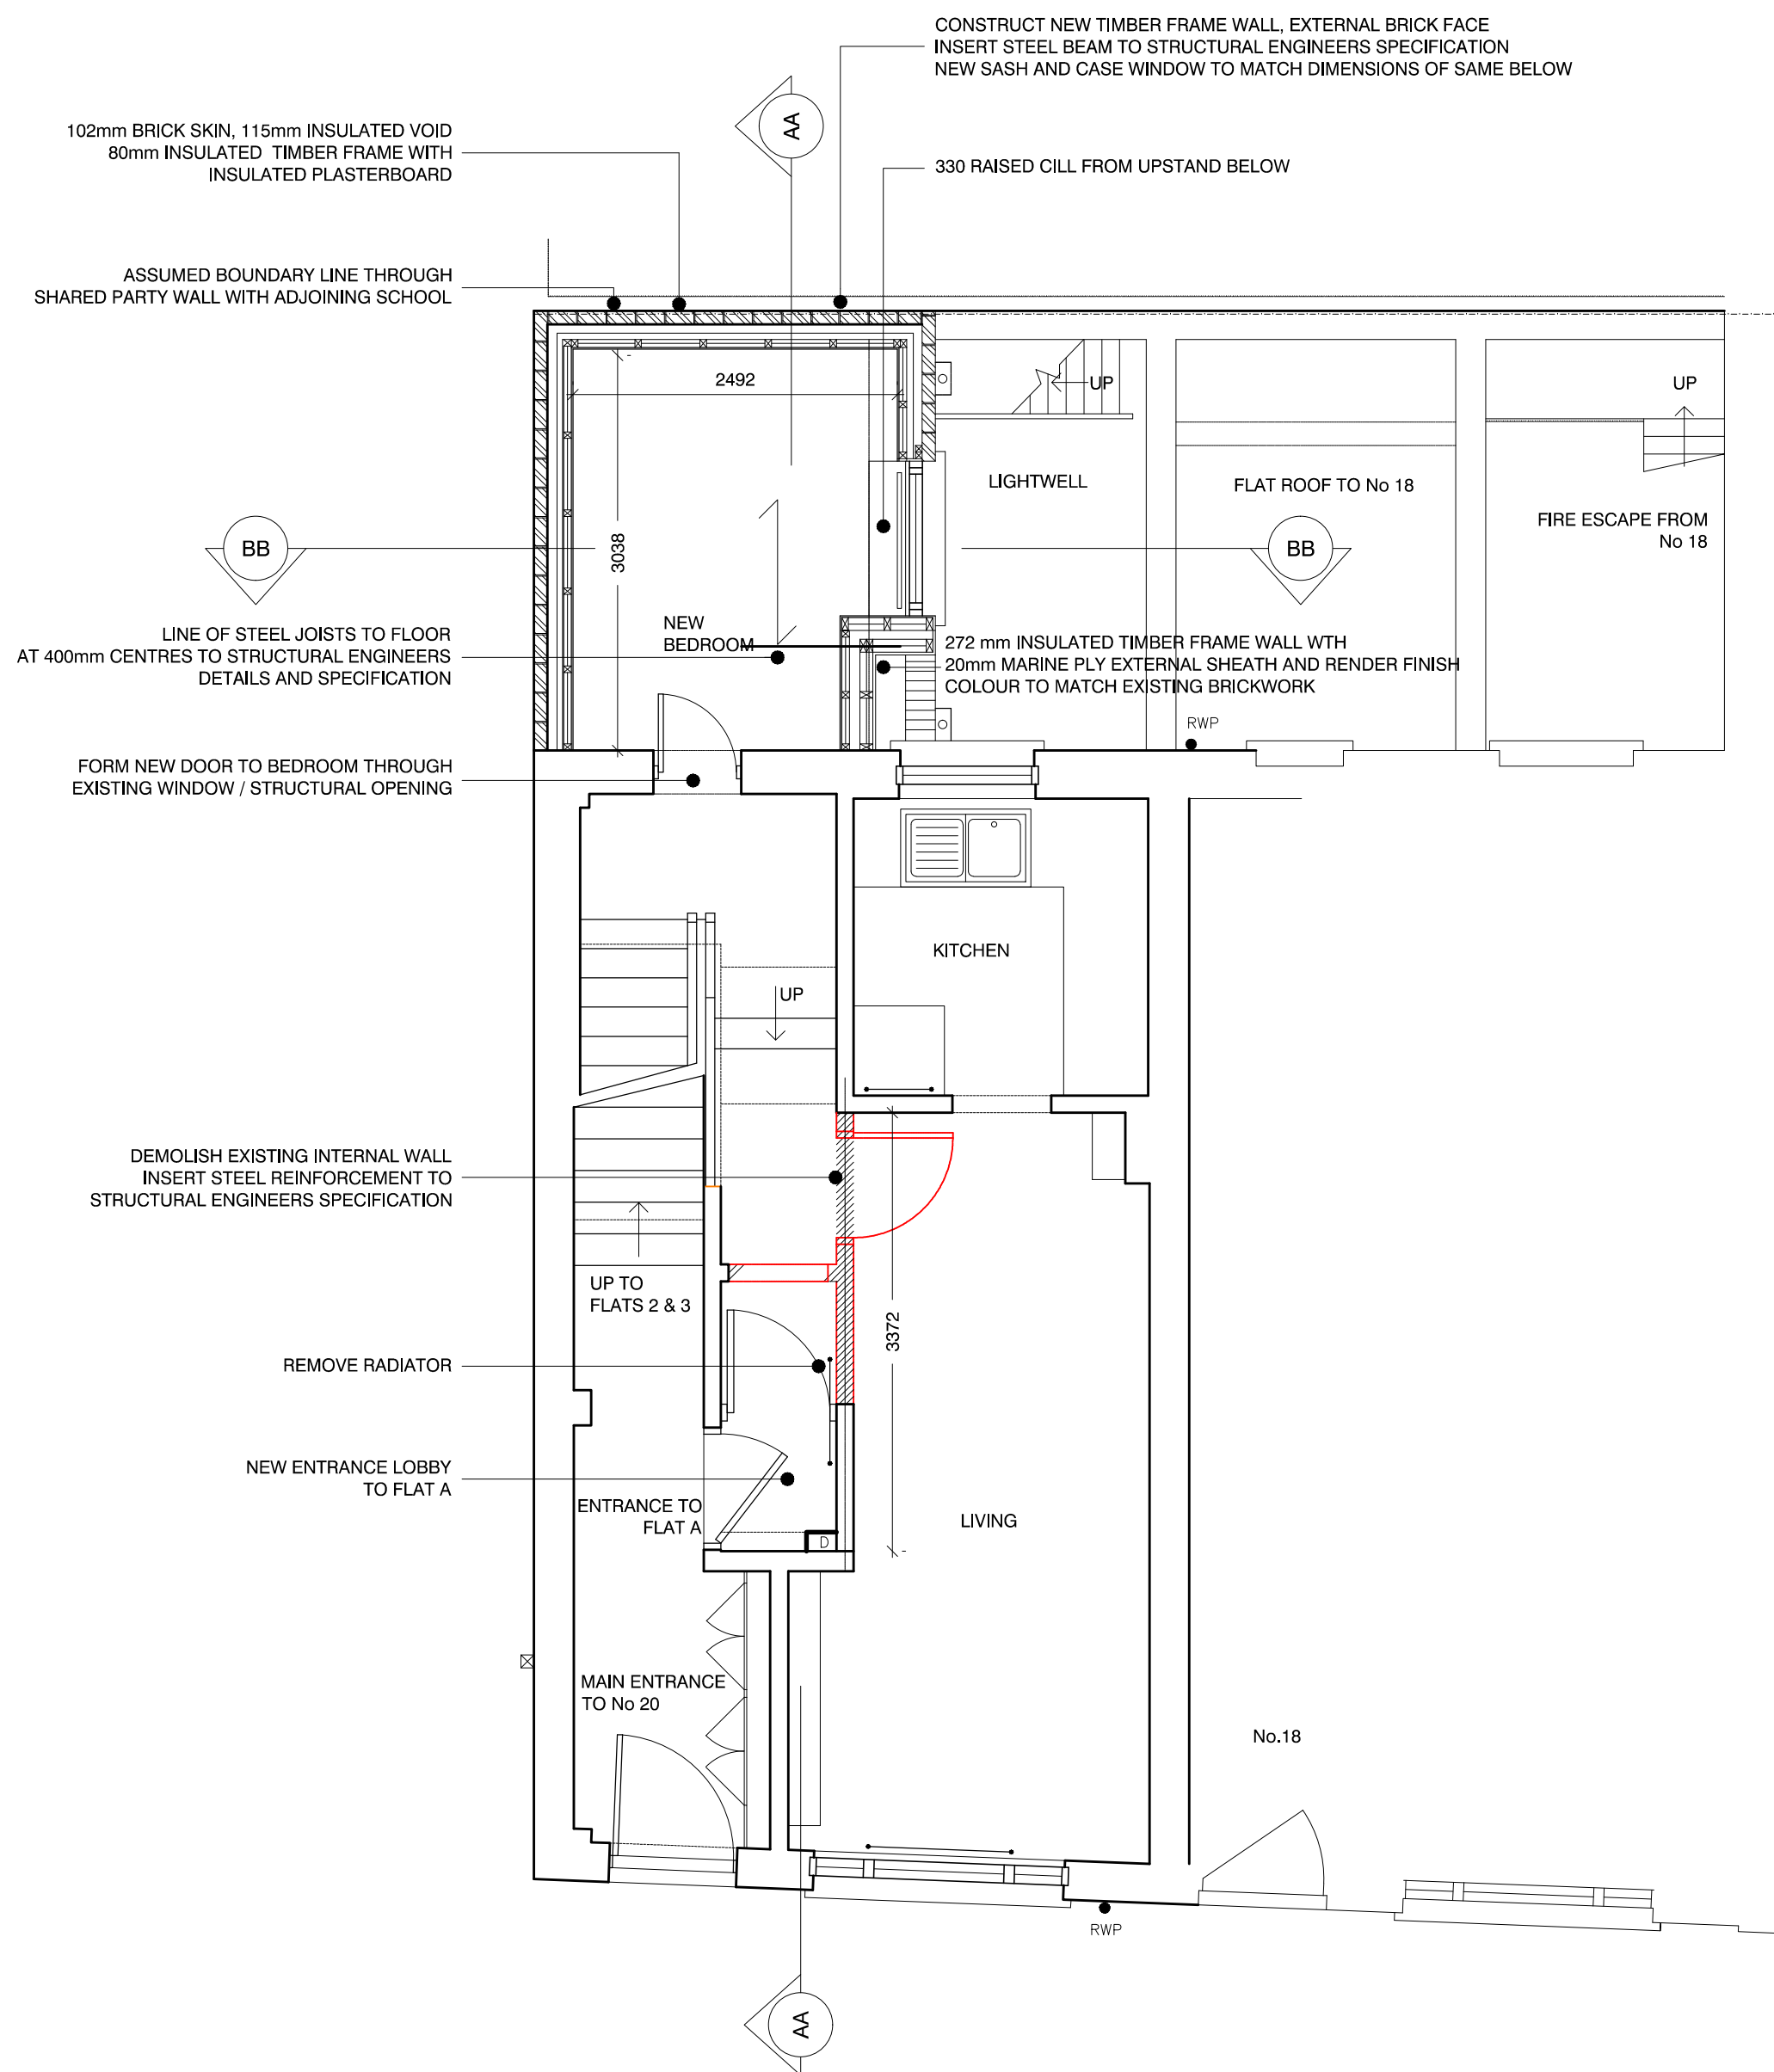 CONSTRUCT NEW TIMBER FRAME WALL, EXTERNAL BRICK FACE
INSERT STEEL BEAM TO STRUCTURAL ENGINEERS SPECIFICATION
NEW SASH AND CASE WINDOW TO MATCH DIMENSIONS OF SAME BELOW
AA
102mm BRICK SKIN, 115mm INSULATED VOID
80mm INSULATED TIMBER FRAME WITH
INSULATED PLASTERBOARD
330 RAISED CILL FROM UPSTAND BELOW
ASSUMED BOUNDARY LINE THROUGH
SHARED PARTY WALL WITH ADJOINING SCHOOL
2492
UP
UP
LIGHTWELL
FLAT ROOF TO No 18
FIRE ESCAPE FROM
No 18
BB
3038
BB
LINE OF STEEL JOISTS TO FLOOR
AT 400mm CENTRES TO STRUCTURAL ENGINEERS
DETAILS AND SPECIFICATION
NEW
BEDROOM
272 mm INSULATED TIMBER FRAME WALL WTH
20mm MARINE PLY EXTERNAL SHEATH AND RENDER FINISH
COLOUR TO MATCH EXISTING BRICKWORK
RWP
FORM NEW DOOR TO BEDROOM THROUGH
EXISTING WINDOW / STRUCTURAL OPENING
KITCHEN
UP
DEMOLISH EXISTING INTERNAL WALL
INSERT STEEL REINFORCEMENT TO
STRUCTURAL ENGINEERS SPECIFICATION
UP TO
FLATS 2 & 3
3372
REMOVE RADIATOR
NEW ENTRANCE LOBBY
TO FLAT A
ENTRANCE TO
FLAT A
D
LIVING
MAIN ENTRANCE
TO No 20
No.18
RWP
AA